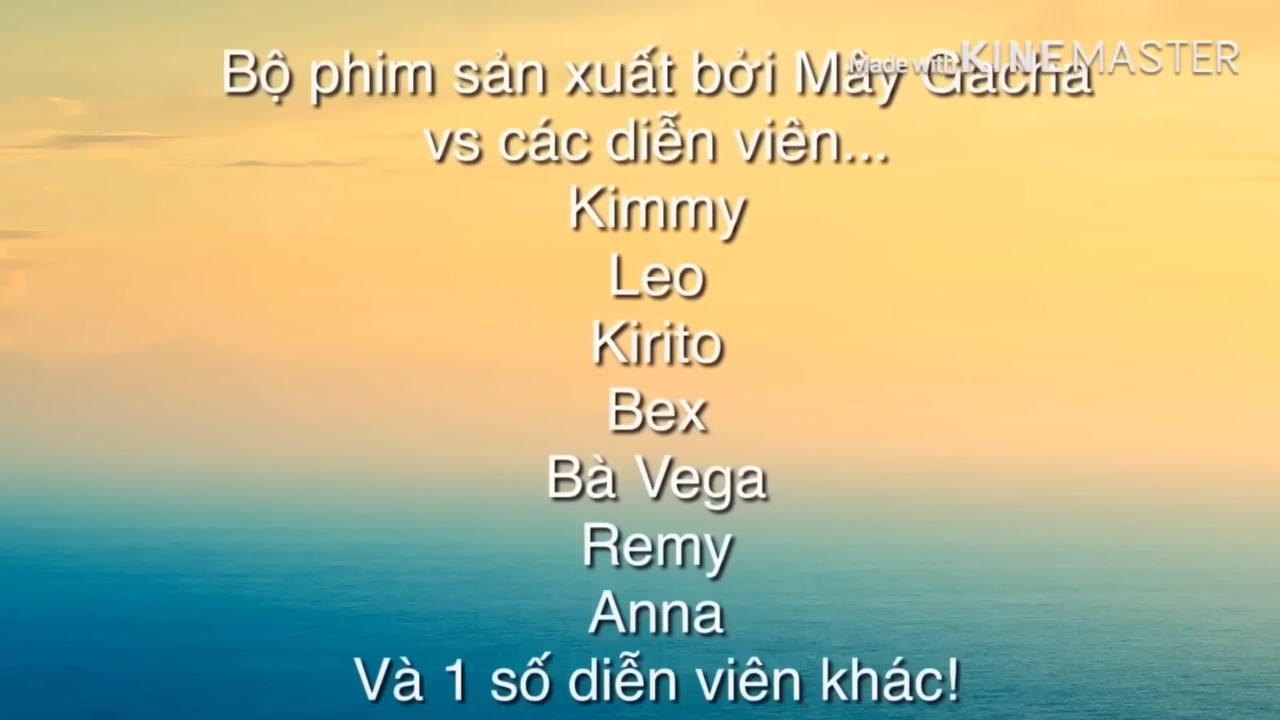 Bộ phim sản xuất bởi Mây Gacha
Made with KINEMASTER
vs các diễn viên...
Kimmy
Leo
Kirito
Bex
Bà Vega
Remy
Anna
Và 1 số diễn viên khác!